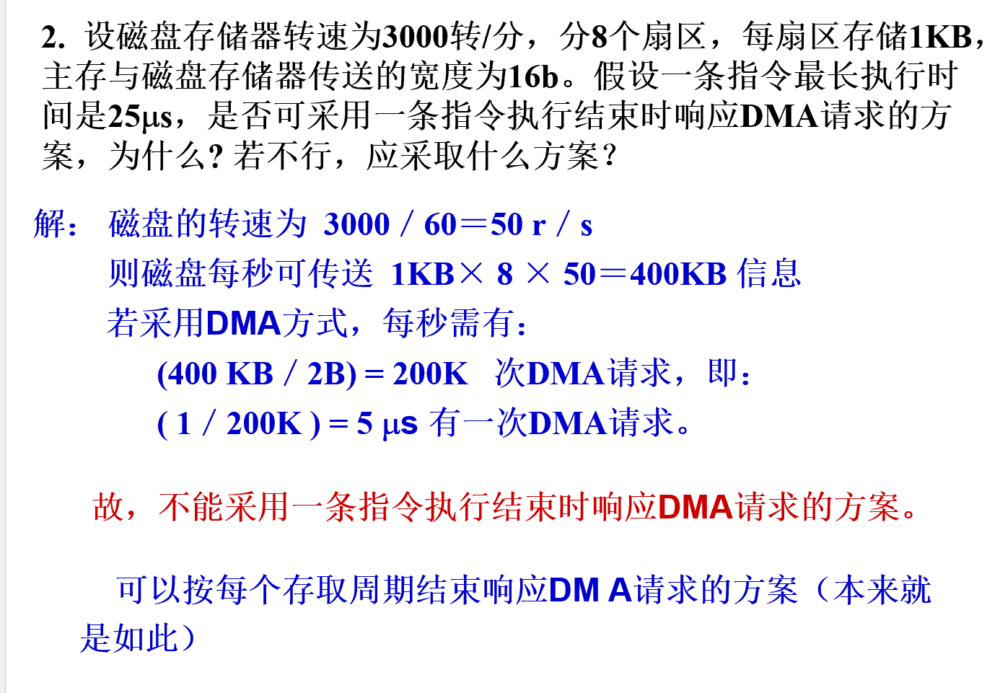 2. 设磁盘存储器转速为3000转/分，分8个扇区，每扇区存储1KB，
主存与磁盘存储器传送的宽度为16b。假设一条指令最长执行时
间是25μs，是否可采用一条指令执行结束时响应DMA请求的方
案，为什么? 若不行，应采取什么方案？
解： 磁盘的转速为 3000／60＝50 r／s
则磁盘每秒可传送 1KB× 8 × 50＝400KB 信息
若采用DMA方式，每秒需有：
(400 KB／2B) = 200K 次DMA请求，即：
( 1／200K ) = 5 μs 有一次DMA请求。
故，不能采用一条指令执行结束时响应DMA请求的方案。
可以按每个存取周期结束响应DM A请求的方案（本来就
是如此）